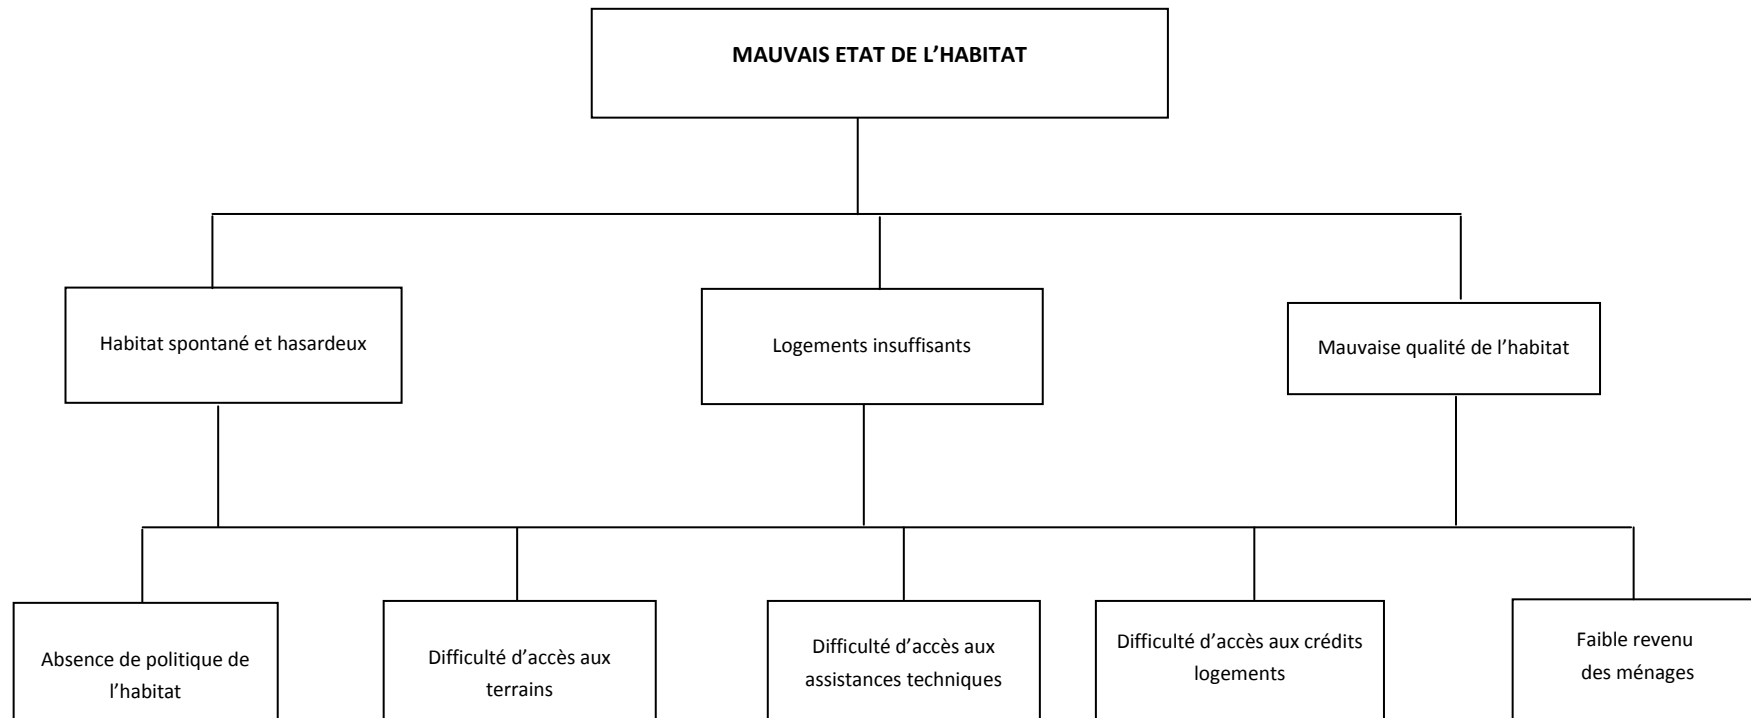 MAUVAIS ETAT DE L’HABITAT
Habitat spontané et hasardeux
Logements insuffisants
Mauvaise qualité de l’habitat
Absence de politique de
l’habitat
Difficulté d’accès aux
terrains
Difficulté d’accès aux
assistances techniques
Difficulté d’accès aux crédits
logements
Faible revenu
des ménages